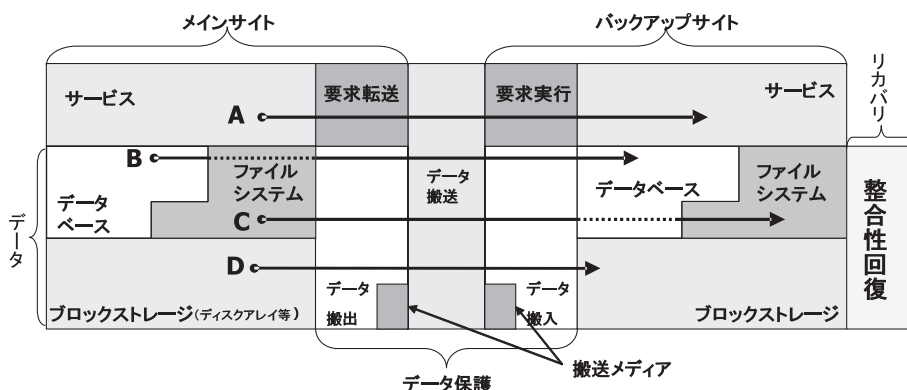 メインサイト
バックアップサイト
リカバリ
サービス
要求転送
要求実行
サービス
A
B
データ
ベース
ファイル
システム
データ
搬送
データベース
ファイル
システム
C
データ
整合性回復
D
データ
搬出
データ
搬入
ブロックストレージ(ディスクアレイ等)
ブロックストレージ
搬送メディア
データ保護